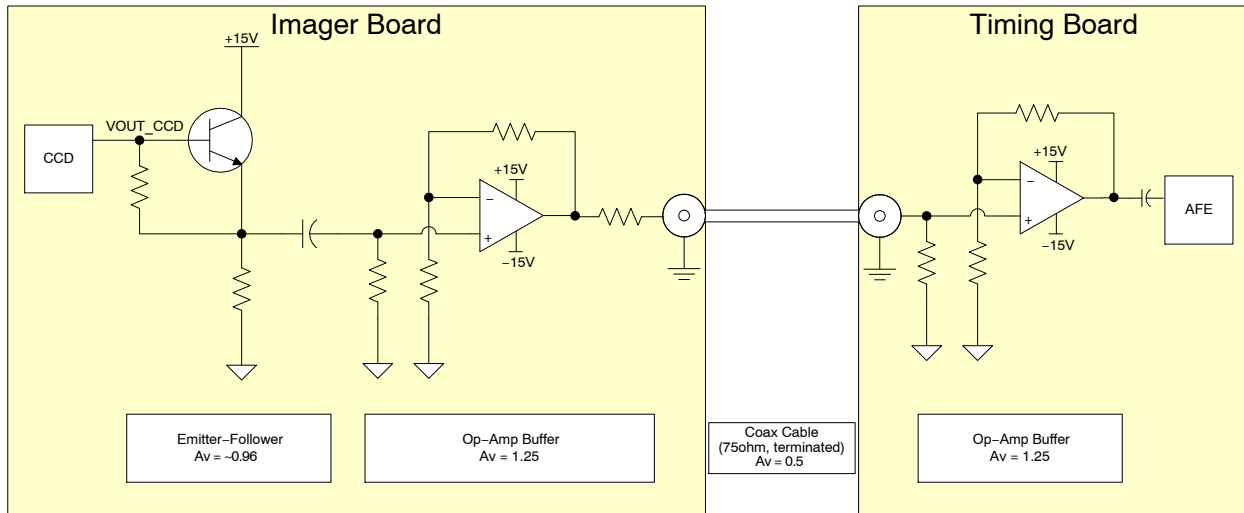 Imager Board
Timing Board
+15V
VOUT_CCD
CCD
+15V
−
+
−15V
+15V
−
+
−15V
AFE
Emitter−Follower
Av = ~0.96
Op−Amp Buffer
Av = 1.25
Coax Cable
(75ohm, terminated)
Av = 0.5
Op−Amp Buffer
Av = 1.25